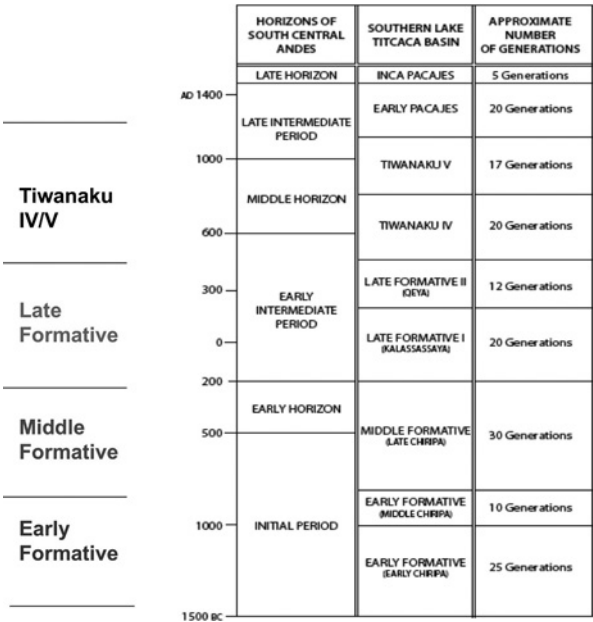 HORIZONS OF
SOUTH CENTRAL
ANDES
SOUTHERN LAKE
TITCACA BASIN
APPROXIMATE
NUMBER
OF GENERATIONS
LATE HORIZON
INCA PACAJES
5 Generations
AD 1400
LATE INTERMEDIATE
PERIOD
EARLY PACAJES
20 Generations
1000
TIWANAKU V
17 Generations
Tiwanaku
IV/V
MIDDLE HORIZON
600
TIWANAKU IV
20 Generations
300
EARLY
INTERMEDIATE
PERIOD
LATE FORMATIVE II
(QEYA)
12 Generations
Late
Formative
0
LATE FORMATIVE I
(KALASSASSAYA)
20 Generations
200
EARLY HORIZON
Middle
Formative
500
MIDDLE FORMATIVE
(LATE CHIRIPA)
30 Generations
EARLY FORMATIVE
(MIDDLE CHIRIPA)
10 Generations
Early
Formative
1000
INITIAL PERIOD
EARLY FORMATIVE
(EARLY CHIRIPA)
25 Generations
1500 BC